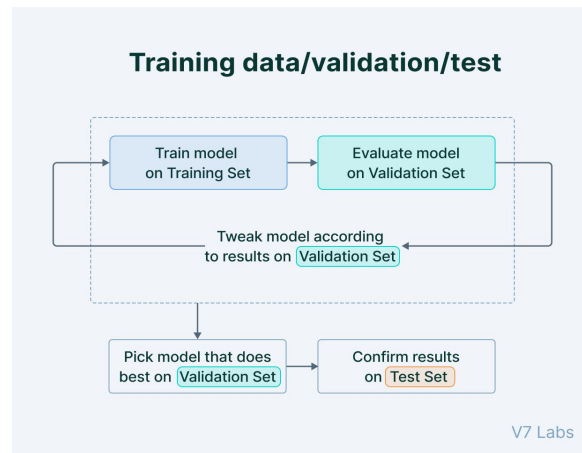 Training data/validation/test
Train model
on Training Set
Evaluate model
on Validation Set
Tweak model according
to results on Validation Set
Pick model that does
best on Validation Set
Confirm results
on Test Set
V7 Labs